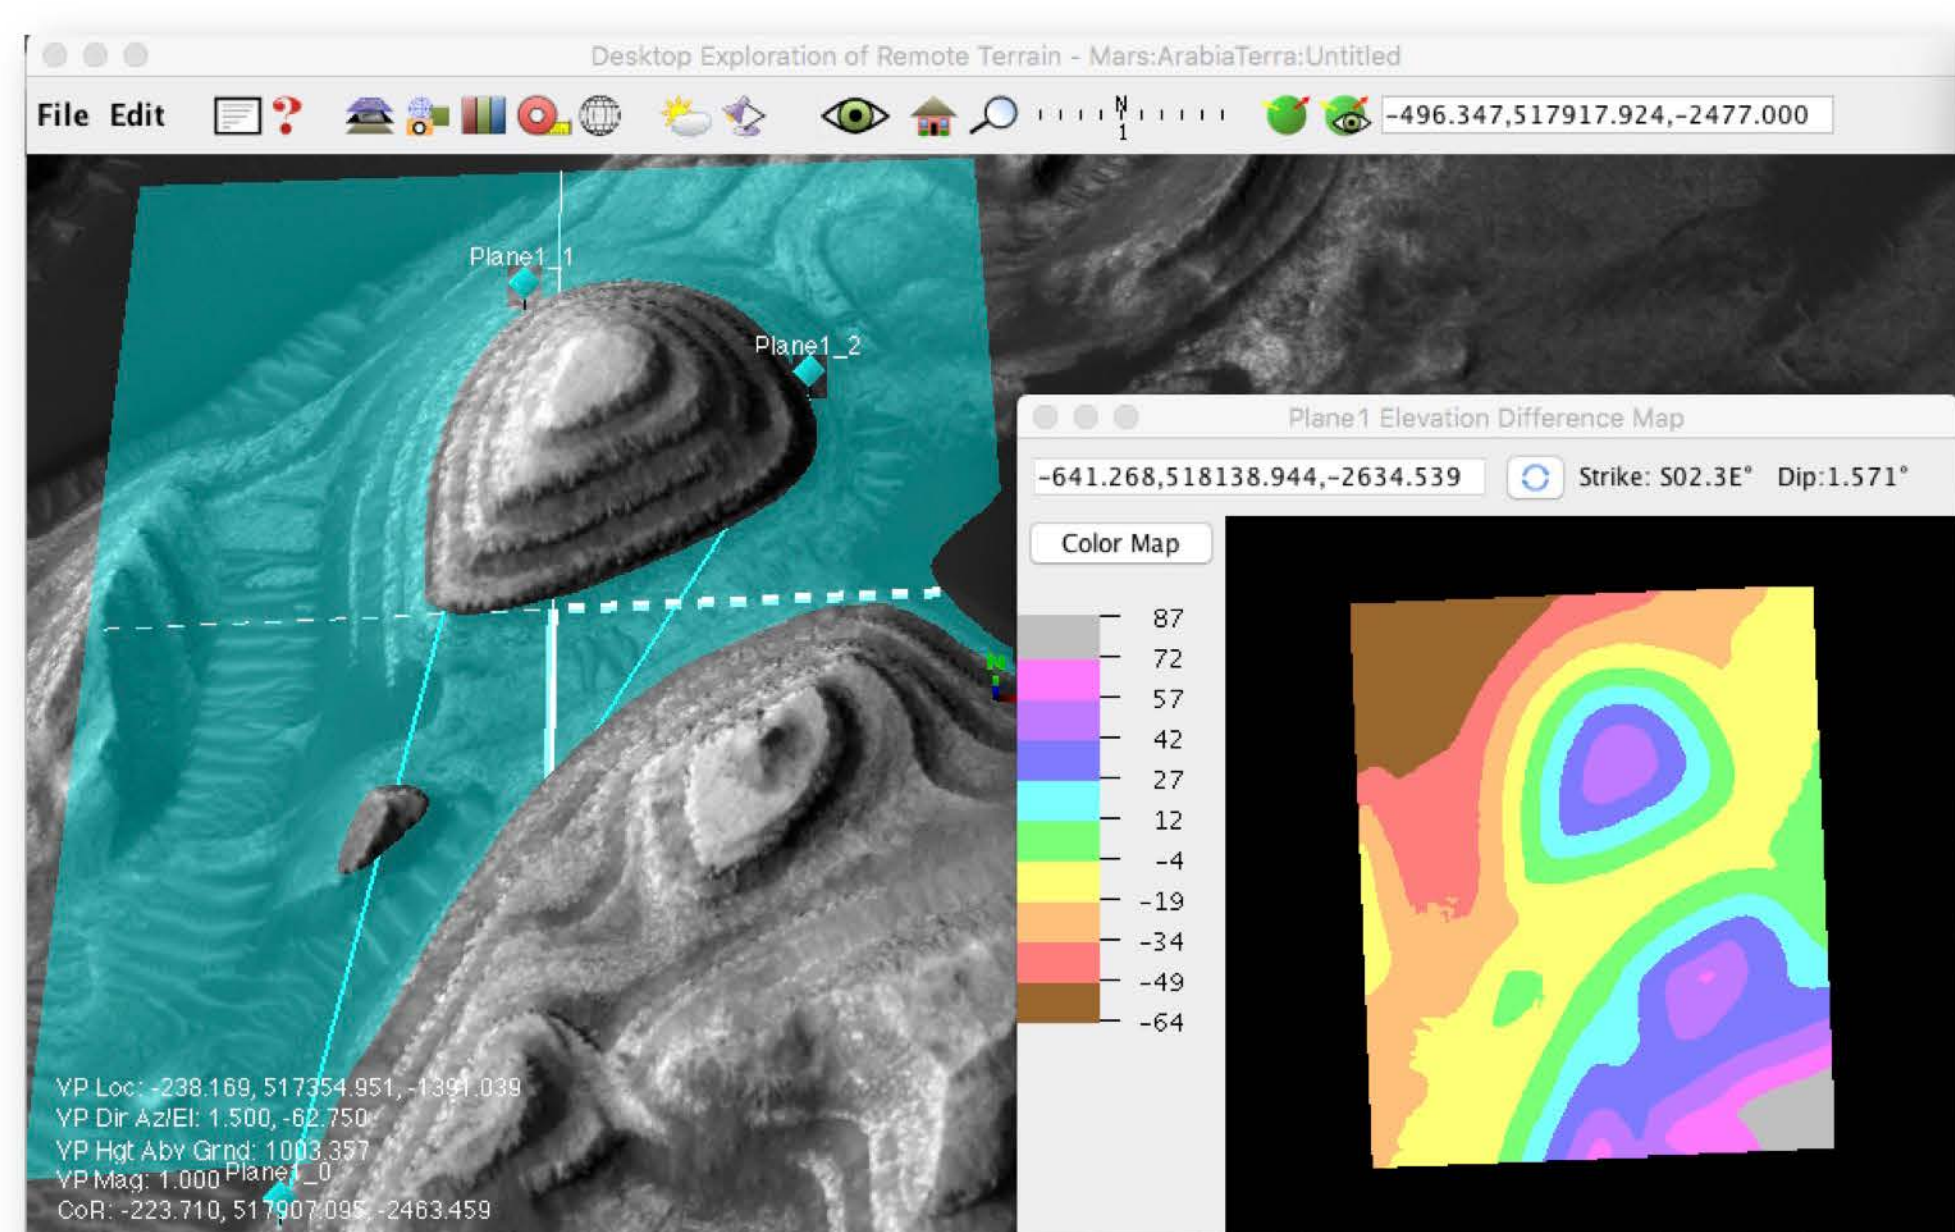 Desktop Exploration of Remote Terrain - Mars:ArabiaTerra:Untitled
File Edit
N
1
-496.347,517917.924,-2477.000
Plane1_1
Plane1_2
N
Plane1 Elevation Difference Map
-641.268,518138.944,-2634.539
Strike: S02.3E° Dip:1.571°
Color Map
87
72
57
42
27
12
-4
-19
-34
-49
-64
VP Loc: -238.169, 517354.951, -1391.039
VP Dir Az/El: 1.500, -62.750
VP Hgt Abv Grnd: 1003.357
VP Mag: 1.000
Plane1_0
CoR: -223.710, 517907.095, -2463.459